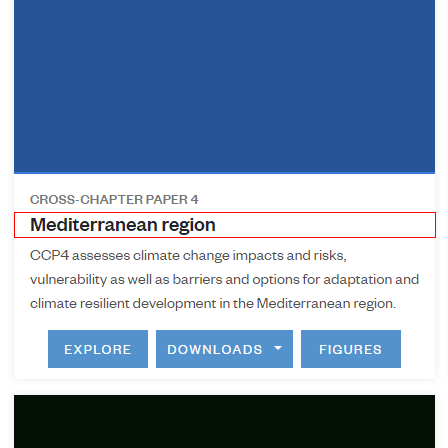 CROSS-CHAPTER PAPER 4
Mediterranean region
CCP4 assesses climate change impacts and risks,
vulnerability as well as barriers and options for adaptation and
climate resilient development in the Mediterranean region.
EXPLORE DOWNLOADS FIGURES